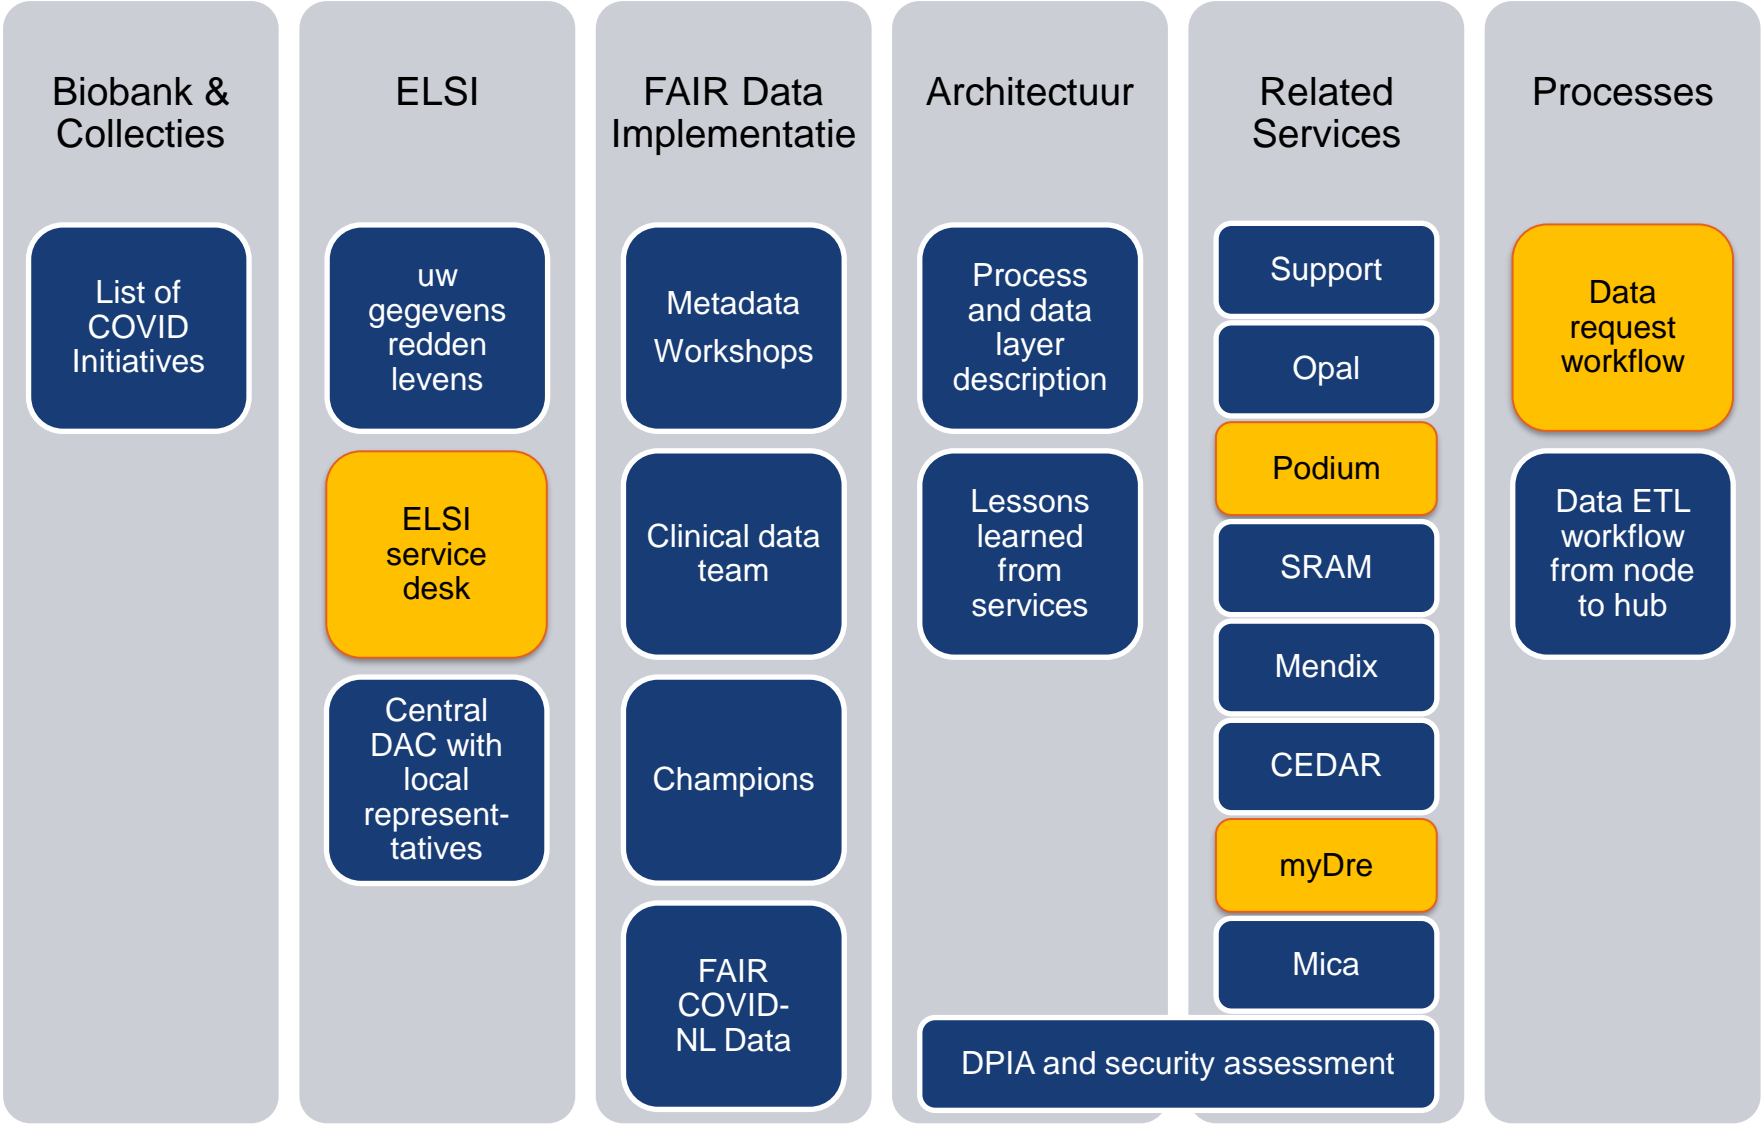 Biobank &
Collecties
List of
COVID
Initiatives
ELSI
uw
gegevens
redden
levens
ELSI
service
desk
Central
DAC with
local
represent-
tatives
FAIR Data
Implementatie
Metadata
Workshops
Clinical data
team
Champions
FAIR
COVID-
NL Data
Architectuur
Process
and data
layer
description
Lessons
learned
from
services
Related
Services
Support
Opal
Podium
SRAM
Mendix
CEDAR
myDre
Mica
DPIA and security assessment
Processes
Data
request
workflow
Data ETL
workflow
from node
to hub